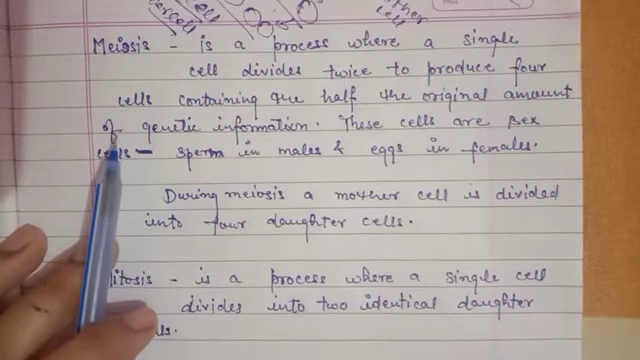 cell
Meiosis - is a process where a single
cell divides twice to produce four
cells containing the half the original amount
of genetic information. These cells are sex
cells - sperm in males & eggs in females.
During meiosis a mother cell is divided
into four daughter cells.
Mitosis - is a process where a single cell
divides into two identical daughter